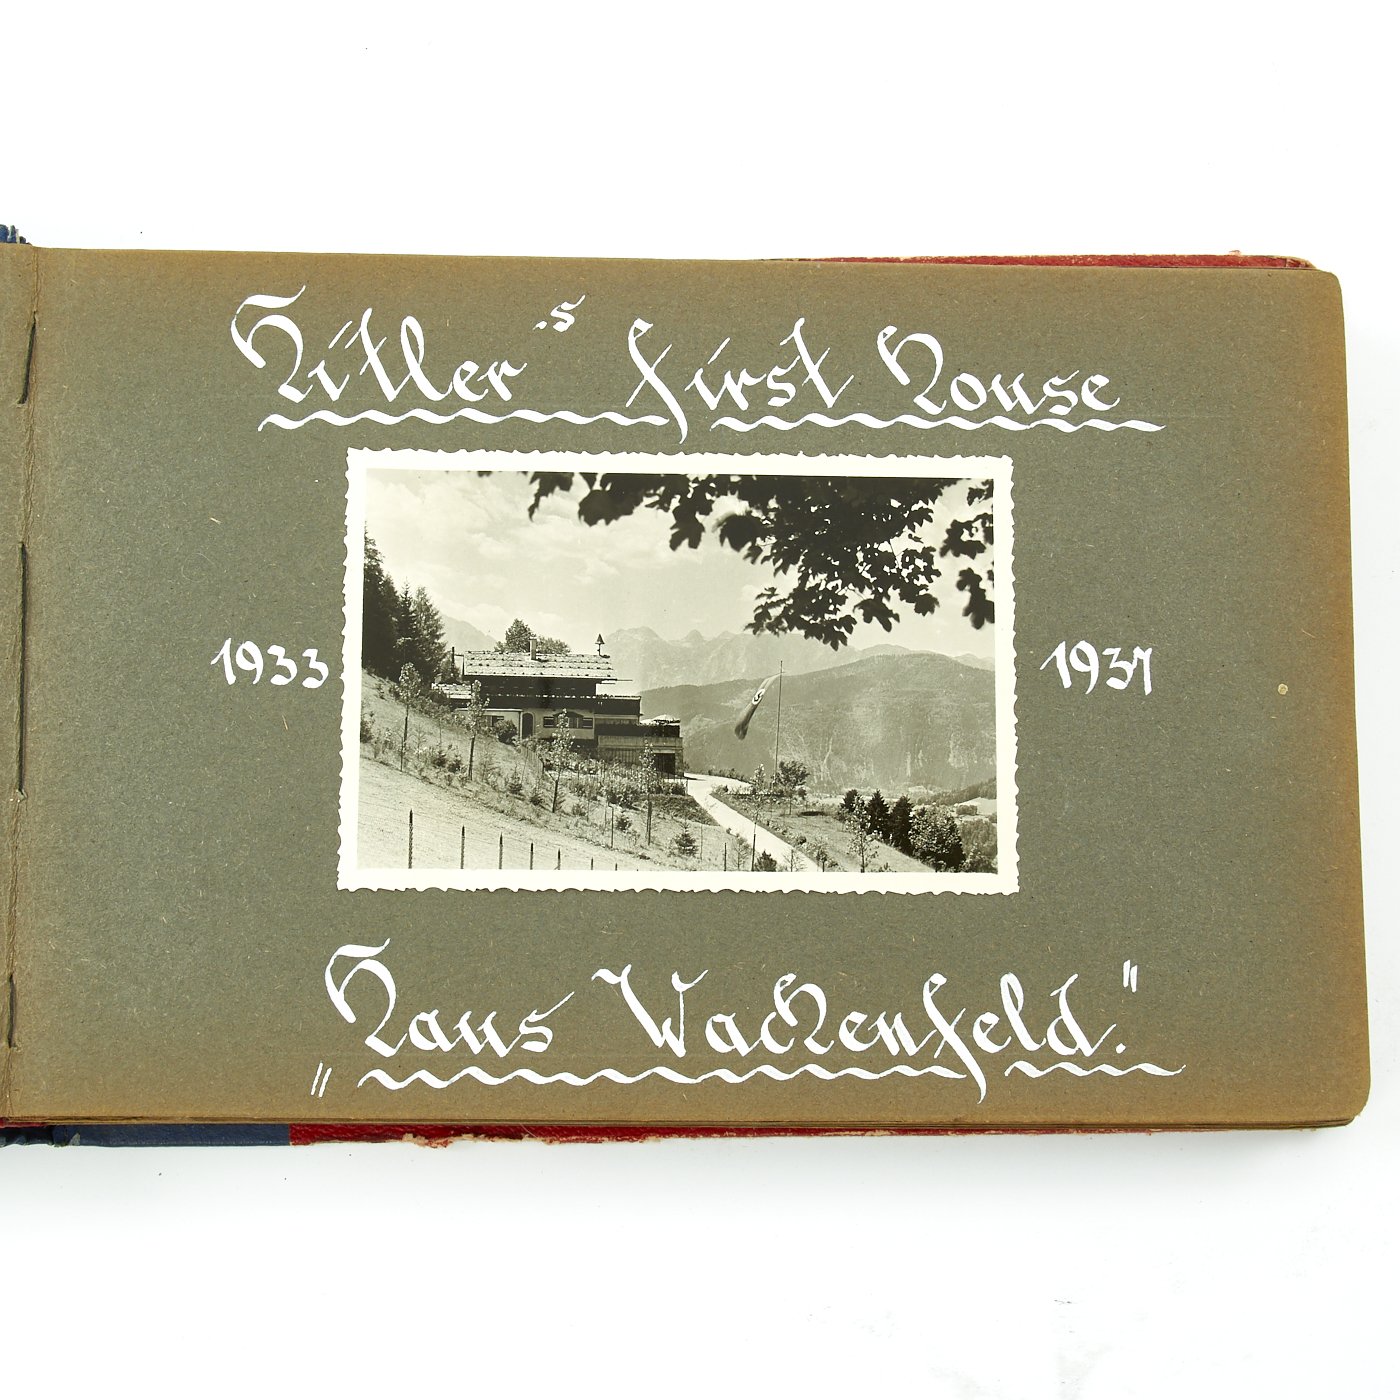 Hitler's first House
1933
1937
„Haus Wachenfeld."